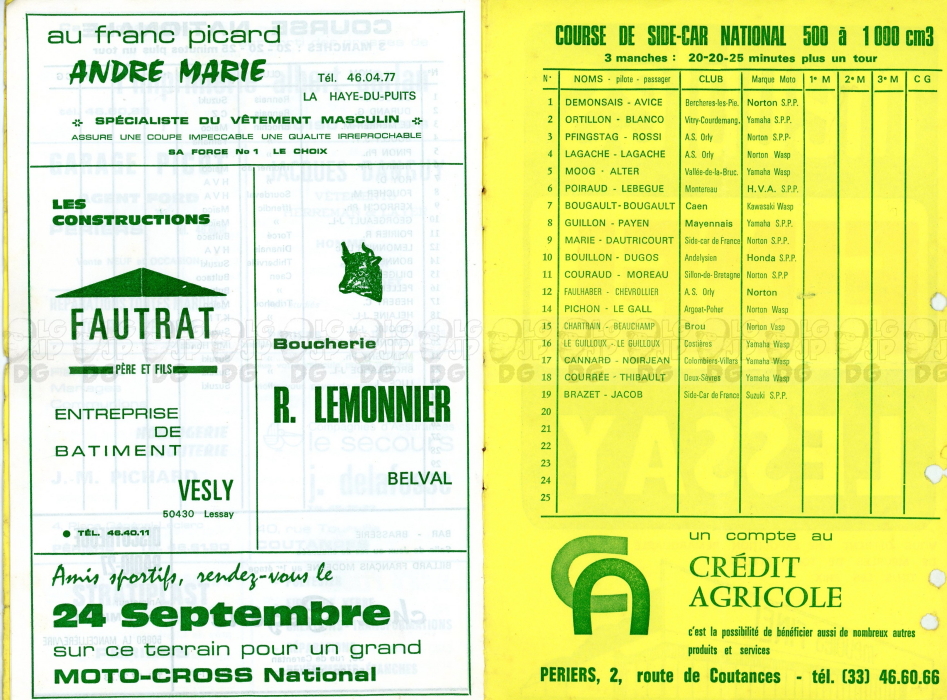 au franc picard
ANDRÉ MARIE
Tél. 46.04.77
LA HAYE-DU-PUITS
SPÉCIALISTE DU VÊTEMENT MASCULIN
ASSURE UNE COUPE IMPECCABLE UNE QUALITE IRREPROCHABLE
SA FORCE No 1 LE CHOIX
LES
CONSTRUCTIONS
FAUTRAT
PÈRE ET FILS
ENTREPRISE
DE
BATIMENT
VESLY
50430 Lessay
● TÉL. 46.40.11
Boucherie
R. LEMONNIER
BELVAL
Amis sportifs, rendez-vous le
24 Septembre
sur ce terrain pour un grand
MOTO-CROSS National
COURSE DE SIDE-CAR NATIONAL 500 à 1000 cm3
3 manches : 20-20-25 minutes plus un tour
N° NOMS - pilote - passager CLUB Marque Moto 1e M 2e M 3e M C G
1 DEMONSAIS - AVICE Bercheres-les-Pie. Norton S.P.P.
2 ORTILLON - BLANCO Vitry-Courdemang. Yamaha S.P.P.
3 PFINGSTAG - ROSSI A.S. Orly Norton S.P.P.
4 LAGACHE - LAGACHE A.S. Orly Norton Wasp
5 MOOG - ALTER Vallée-de-la-Bruc. Yamaha Wasp
6 POIRAUD - LEBEGUE Montereau H.V.A. S.P.P.
7 BOUGAULT - BOUGAULT Caen Kawasaki Wasp
8 GUILLON - PAYEN Mayennais Yamaha S.P.P.
9 MARIE - DAUTRICOURT Side-car de France Norton S.P.P.
10 BOUILLON - DUGOS Andelysien Honda S.P.P.
11 COURAUD - MOREAU Sillon-de-Bretagne Norton S.P.P
12 FAULHABER - CHEVROLLIER A.S. Orly Norton
14 PICHON - LE GALL Argoat-Poher Norton Wasp
15 CHARTRAIN - BEAUCHAMP Brou Norton Wasp
16 LE GUILLOUX - LE GUILLOUX Cossières Yamaha Wasp
17 CANNARD - NOIRJEAN Colombiers-Villars Yamaha Wasp
18 COURRÉE - THIBAULT Deux-Sèvres Yamaha Wasp
19 BRAZET - JACOB Side-Car de France Suzuki S.P.P.
20
21
22
23
24
25
CA
un compte au
CRÉDIT
AGRICOLE
c'est la possibilité de bénéficier aussi de nombreux autres
produits et services
PERIERS, 2, route de Coutances - tél. (33) 46.60.66